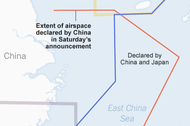 Extent of airspace
declared by China
in Saturday's
announcement
China
Declared by
China and Japan
East China
Sea